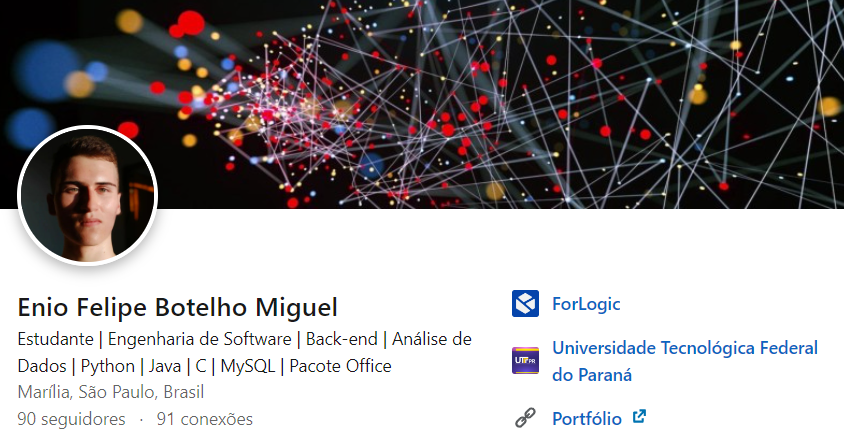 Enio Felipe Botelho Miguel
Estudante | Engenharia de Software | Back-end | Análise de
Dados | Python | Java | C | MySQL | Pacote Office
Marília, São Paulo, Brasil
90 seguidores · 91 conexões
ForLogic
UTFPR
Universidade Tecnológica Federal
do Paraná
Portfólio